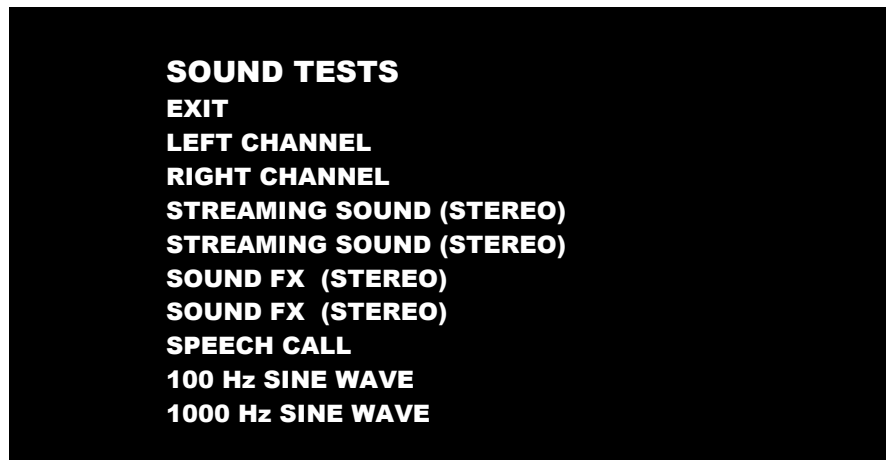 SOUND TESTS
EXIT
LEFT CHANNEL
RIGHT CHANNEL
STREAMING SOUND (STEREO)
STREAMING SOUND (STEREO)
SOUND FX  (STEREO)
SOUND FX  (STEREO)
SPEECH CALL
100 Hz SINE WAVE
1000 Hz SINE WAVE